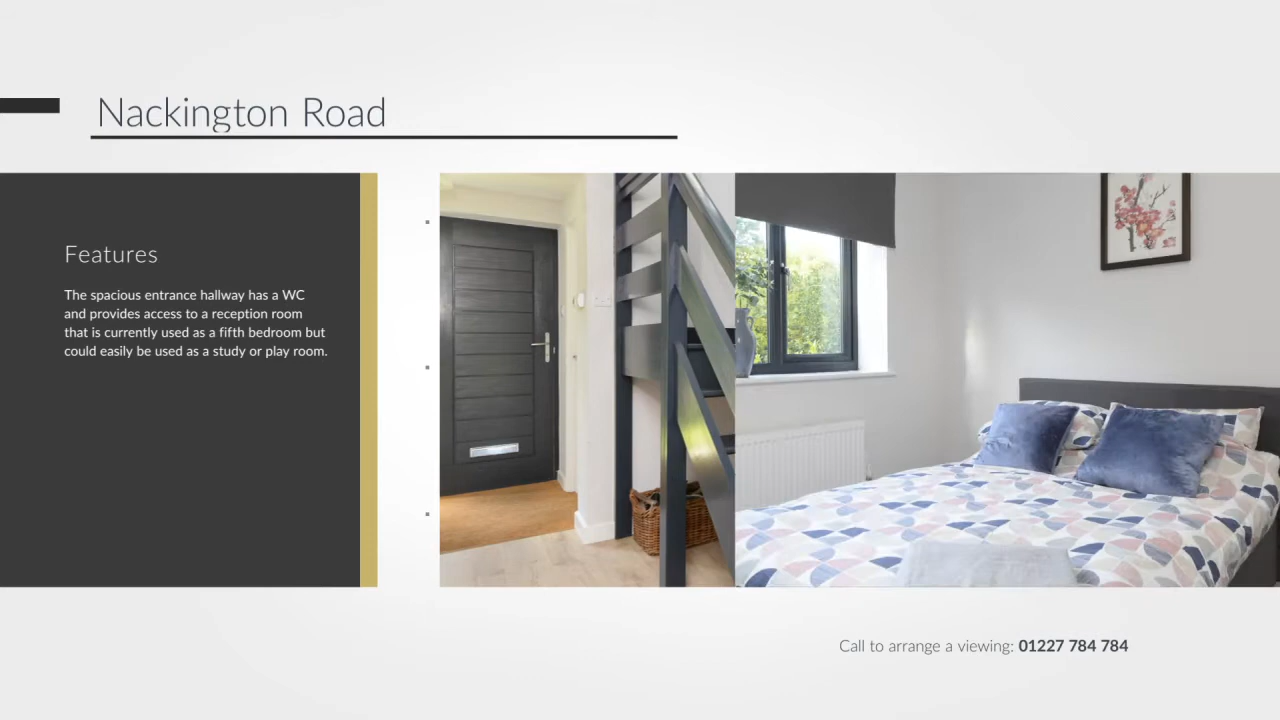 Nackington Road
Features
The spacious entrance hallway has a WC
and provides access to a reception room
that is currently used as a fifth bedroom but
could easily be used as a study or play room.
Call to arrange a viewing: 01227 784 784